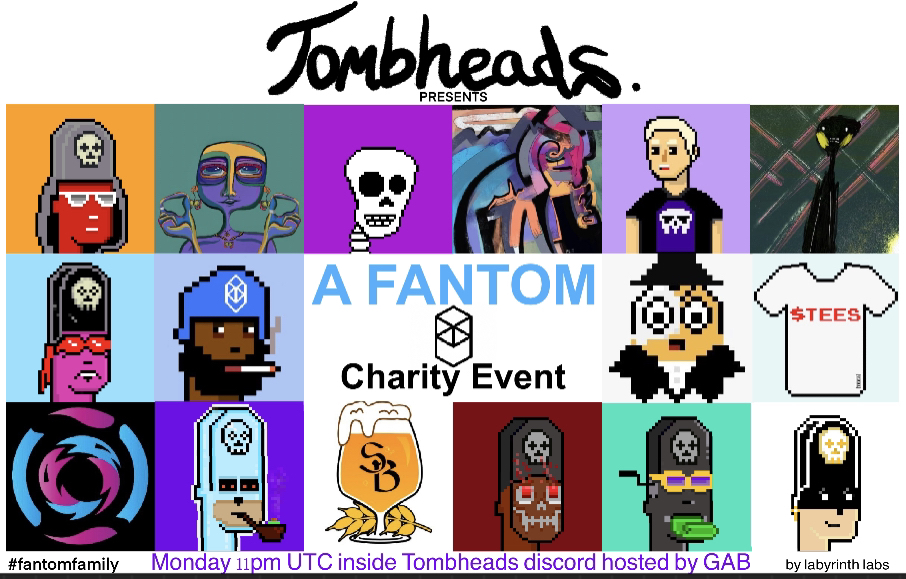 Tombheads.
PRESENTS
A FANTOM
Charity Event
$TEES
SB
#fantomfamily
Monday 11pm UTC inside Tombheads discord hosted by GAB
by labyrinth labs